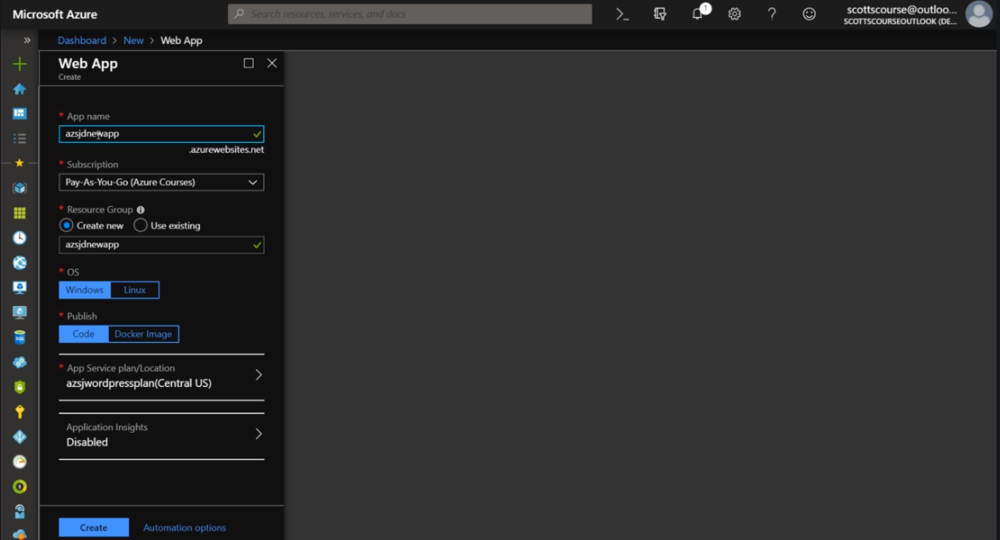 Microsoft Azure
Search resources, services, and docs
1
scottscourse@outloo...
SCOTTSCOURSEOUTLOOK (DE...
»
Dashboard > New > Web App
Web App
Create
* App name
azsjdnewapp
.azurewebsites.net
* Subscription
Pay-As-You-Go (Azure Courses)
* Resource Group
Create new Use existing
azsjdnewapp
* OS
Windows Linux
* Publish
Code Docker Image
* App Service plan/Location
azsjwordpressplan(Central US)
Application Insights
Disabled
Create Automation options